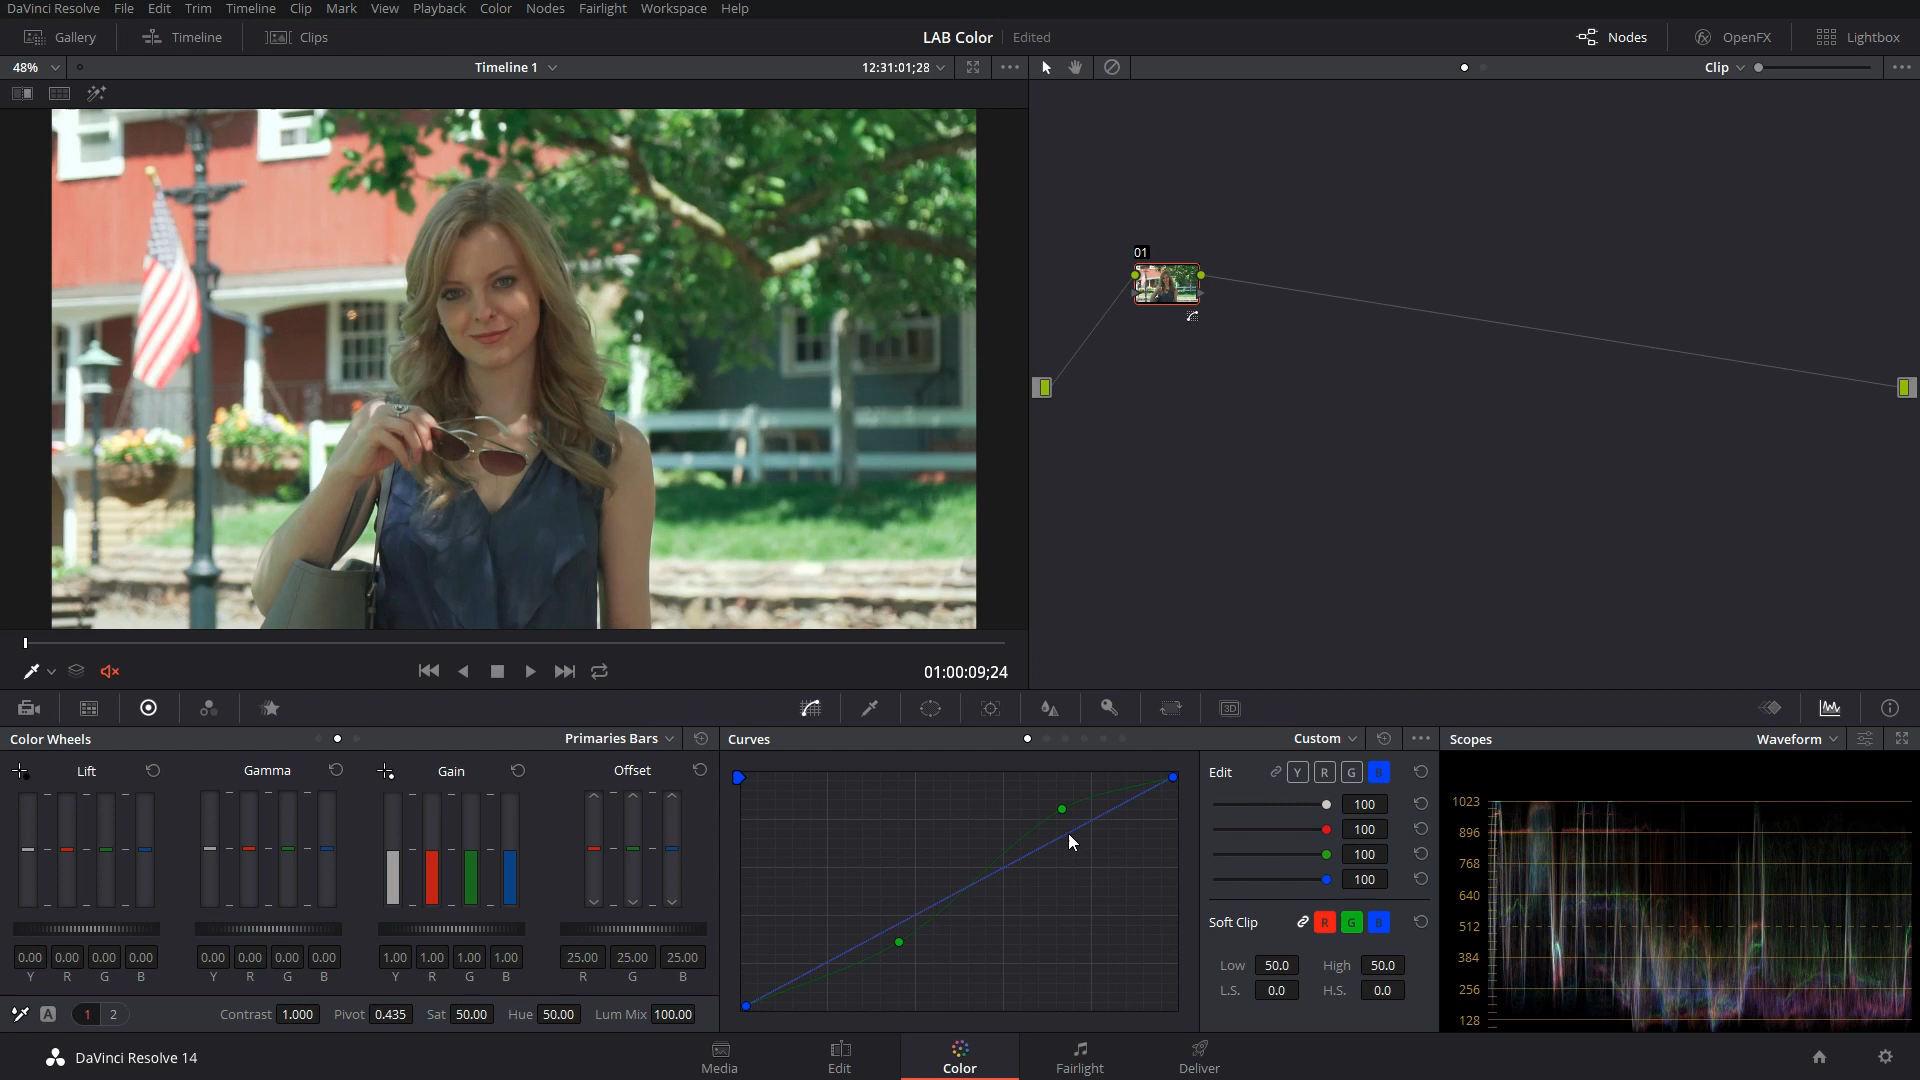 DaVinci Resolve File Edit Trim Timeline Clip Mark View Playback Color Nodes Fairlight Workspace Help
Gallery Timeline Clips LAB Color Edited Nodes OpenFX Lightbox
48% Timeline 1 12:31:01;28 Clip
01
01:00:09;24
3D
Color Wheels Primaries Bars Curves Custom Scopes Waveform
Lift Gamma Gain Offset Edit Y R G B
100
100
100
100
1023
896
768
640
512
384
256
128
Soft Clip R G B
0.00 0.00 0.00 0.00 0.00 0.00 0.00 0.00 1.00 1.00 1.00 1.00 25.00 25.00 25.00 Low 50.0 High 50.0
Y R G B Y R G B Y R G B R G B L.S. 0.0 H.S. 0.0
A 1 2 Contrast 1.000 Pivot 0.435 Sat 50.00 Hue 50.00 Lum Mix 100.00
DaVinci Resolve 14 Media Edit Color Fairlight Deliver